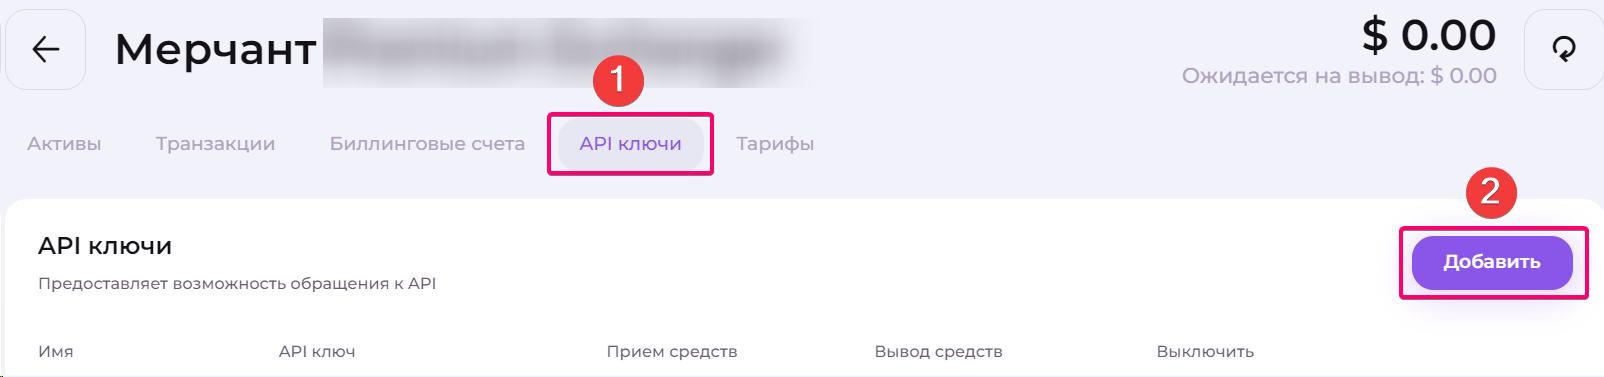 Мерчант
$ 0.00
Ожидается на вывод: $ 0.00
1
Активы Транзакции Биллинговые счета API ключи Тарифы
2
API ключи
Добавить
Предоставляет возможность обращения к API
Имя API ключ Прием средств Вывод средств Выключить